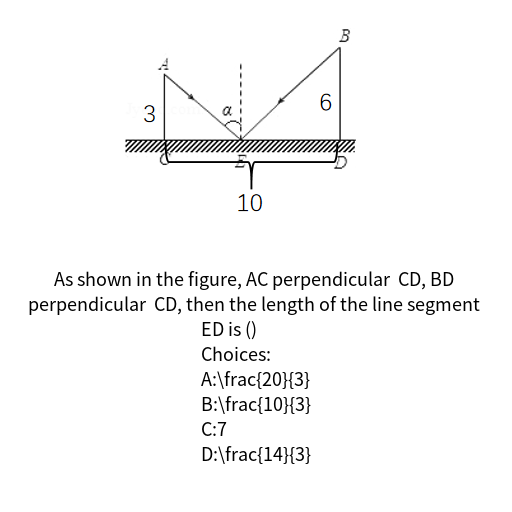 B
A
α
6
3
C
E
D
10
As shown in the figure, AC perpendicular CD, BD
perpendicular CD, then the length of the line segment
ED is ()
Choices:
A:\frac{20}{3}
B:\frac{10}{3}
C:7
D:\frac{14}{3}